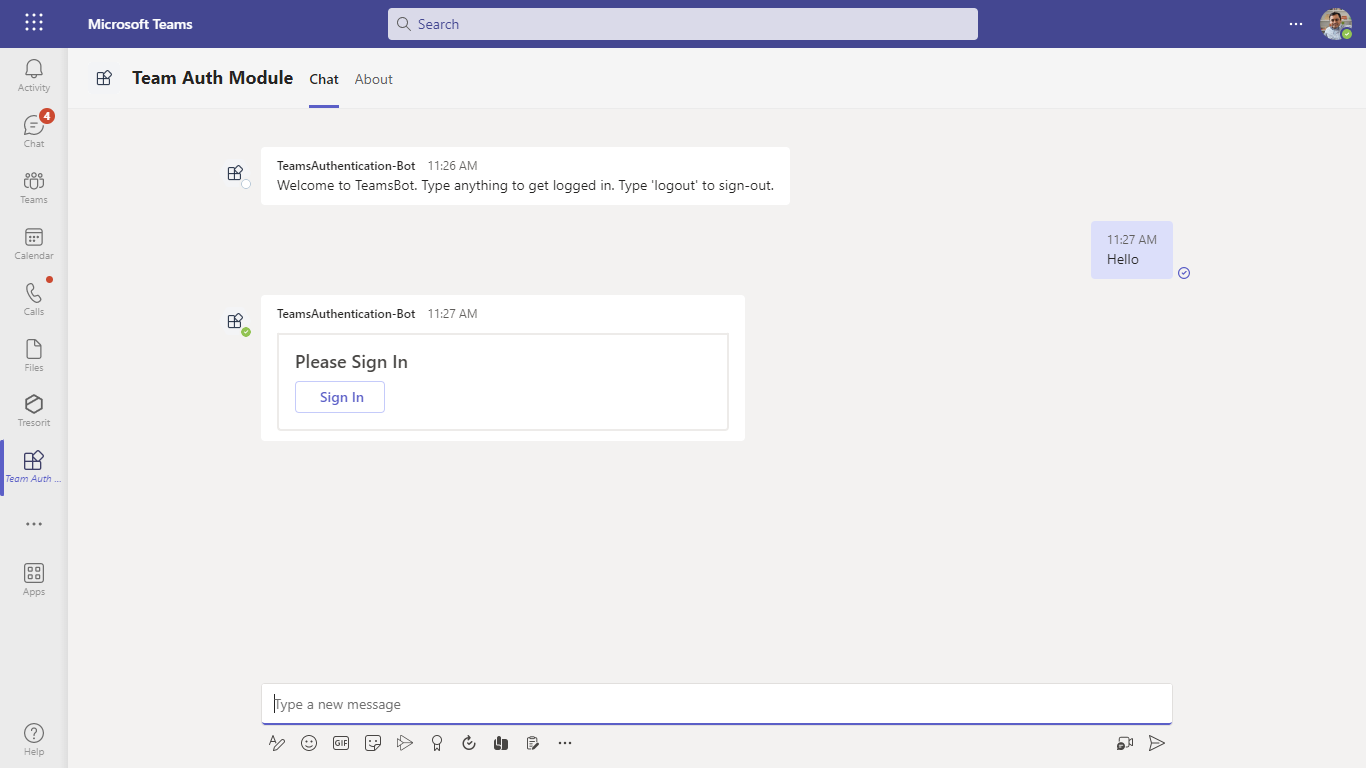 Microsoft Teams
Search
Activity
4
Chat
Teams
Calendar
Calls
Files
Tresorit
Team Auth ...
Apps
Help
Team Auth Module Chat About
TeamsAuthentication-Bot 11:26 AM
Welcome to TeamsBot. Type anything to get logged in. Type 'logout' to sign-out.
11:27 AM
Hello
TeamsAuthentication-Bot 11:27 AM
Please Sign In
Sign In
Type a new message
GIF